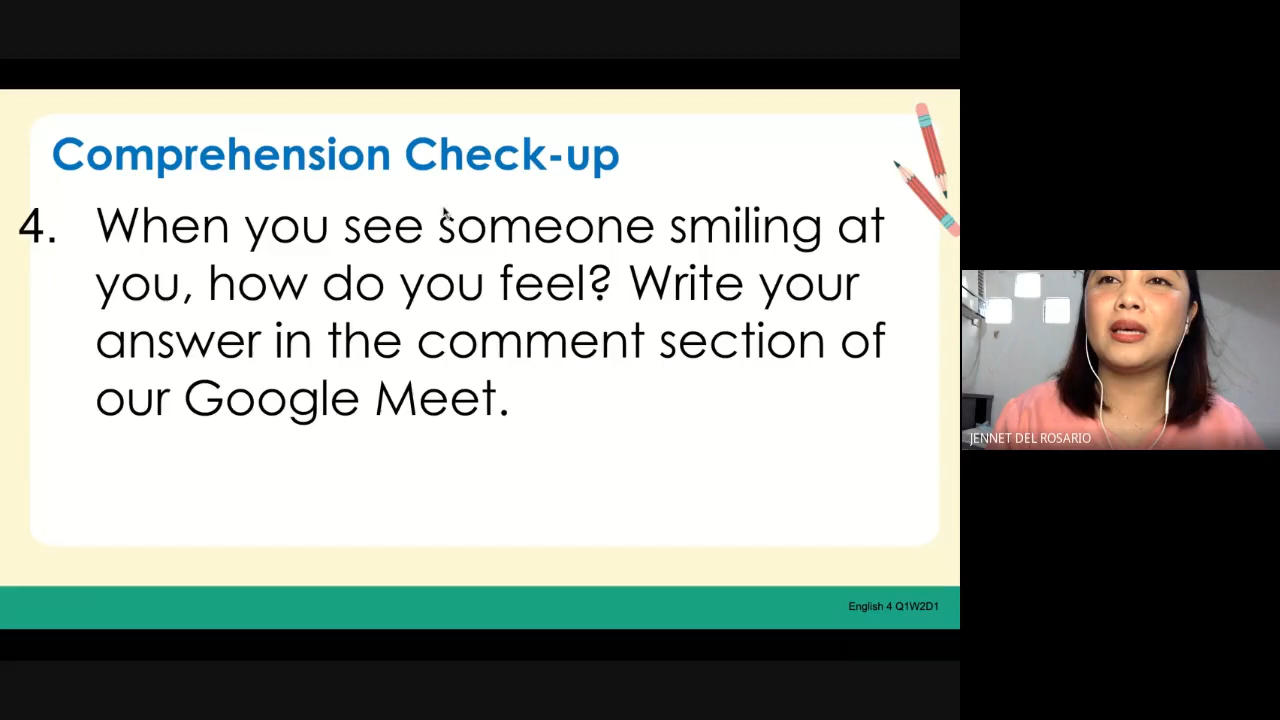 Comprehension Check-up
4. When you see someone smiling at
you, how do you feel? Write your
answer in the comment section of
our Google Meet.
JENNET DEL ROSARIO
English 4 Q1W2D1